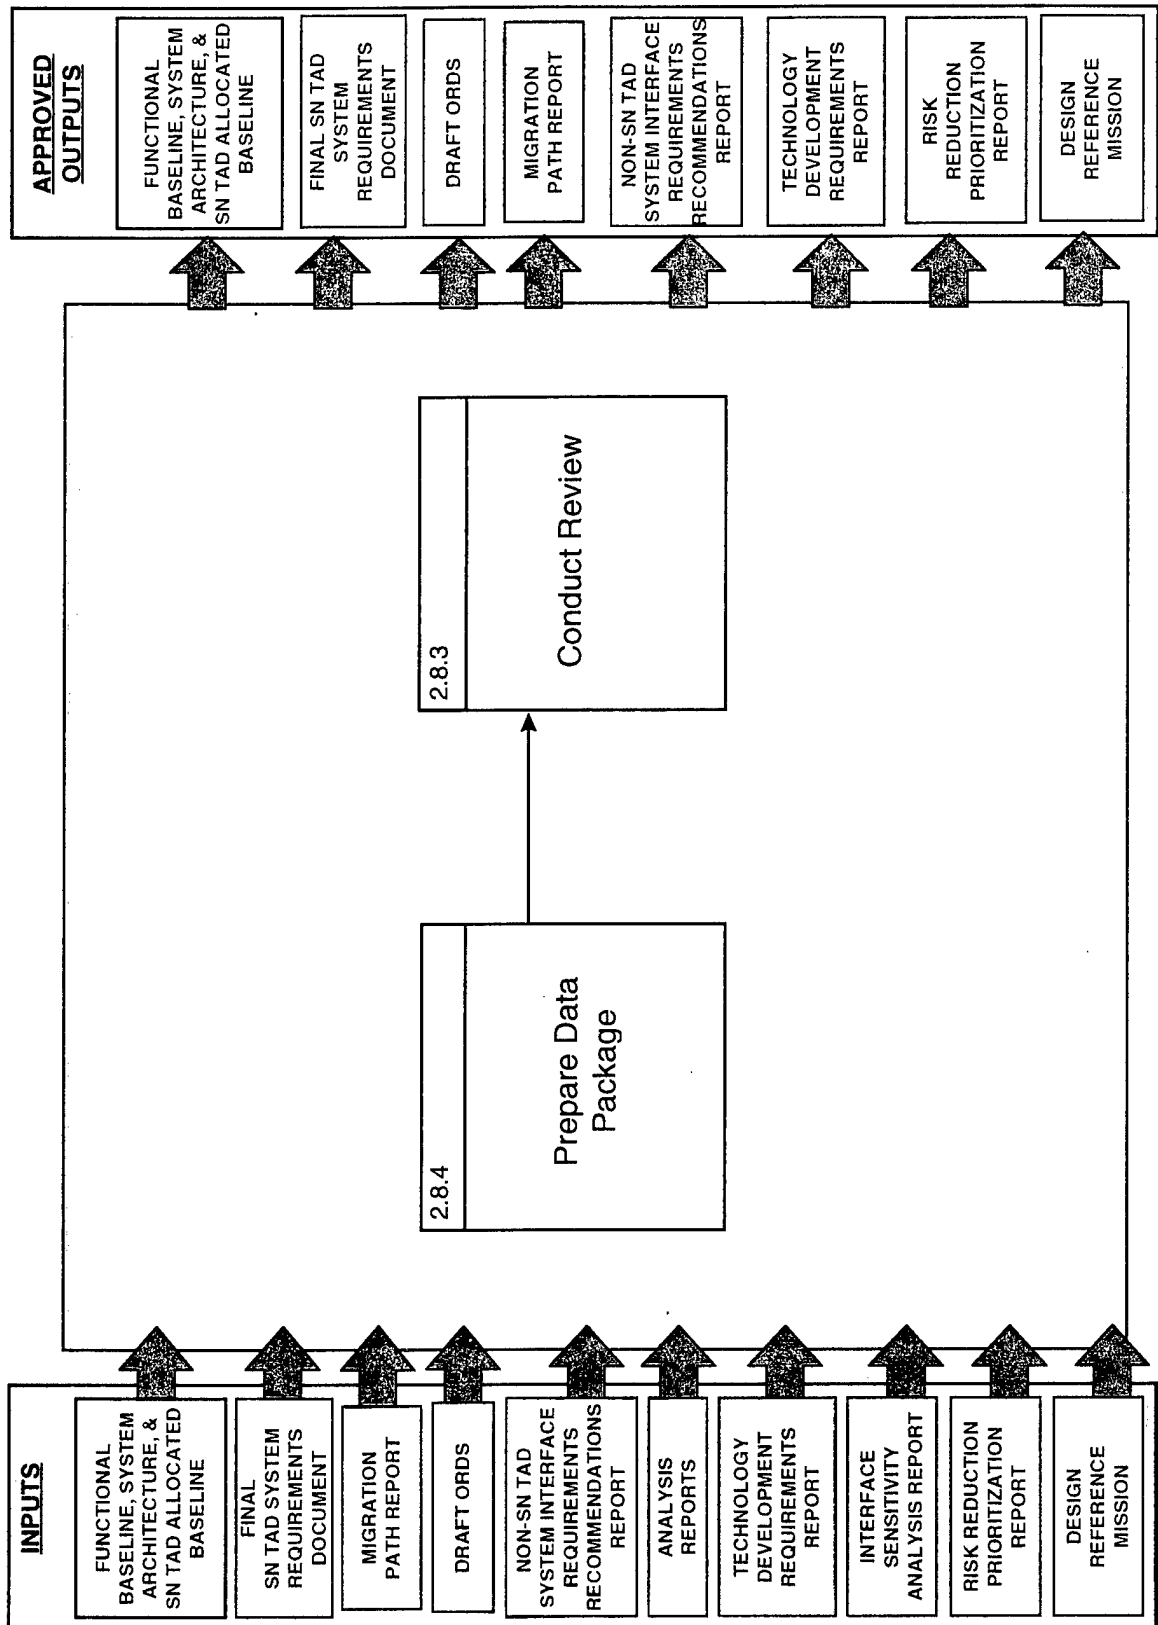 INPUTS
FUNCTIONAL
BASELINE, SYSTEM
ARCHITECTURE, &
SN TAD ALLOCATED
BASELINE
FINAL
SN TAD SYSTEM
REQUIREMENTS
DOCUMENT
MIGRATION
PATH REPORT
DRAFT ORDS
NON-SN TAD
SYSTEM INTERFACE
REQUIREMENTS
RECOMMENDATIONS
REPORT
ANALYSIS
REPORTS
TECHNOLOGY
DEVELOPMENT
REQUIREMENTS
REPORT
INTERFACE
SENSITIVITY
ANALYSIS REPORT
RISK REDUCTION
PRIORITIZATION
REPORT
DESIGN
REFERENCE
MISSION
2.8.4
Prepare Data
Package
2.8.3
Conduct Review
APPROVED
OUTPUTS
FUNCTIONAL
BASELINE, SYSTEM
ARCHITECTURE, &
SN TAD ALLOCATED
BASELINE
FINAL SN TAD
SYSTEM
REQUIREMENTS
DOCUMENT
DRAFT ORDS
MIGRATION
PATH REPORT
NON-SN TAD
SYSTEM INTERFACE
REQUIREMENTS
RECOMMENDATIONS
REPORT
TECHNOLOGY
DEVELOPMENT
REQUIREMENTS
REPORT
RISK
REDUCTION
PRIORITIZATION
REPORT
DESIGN
REFERENCE
MISSION